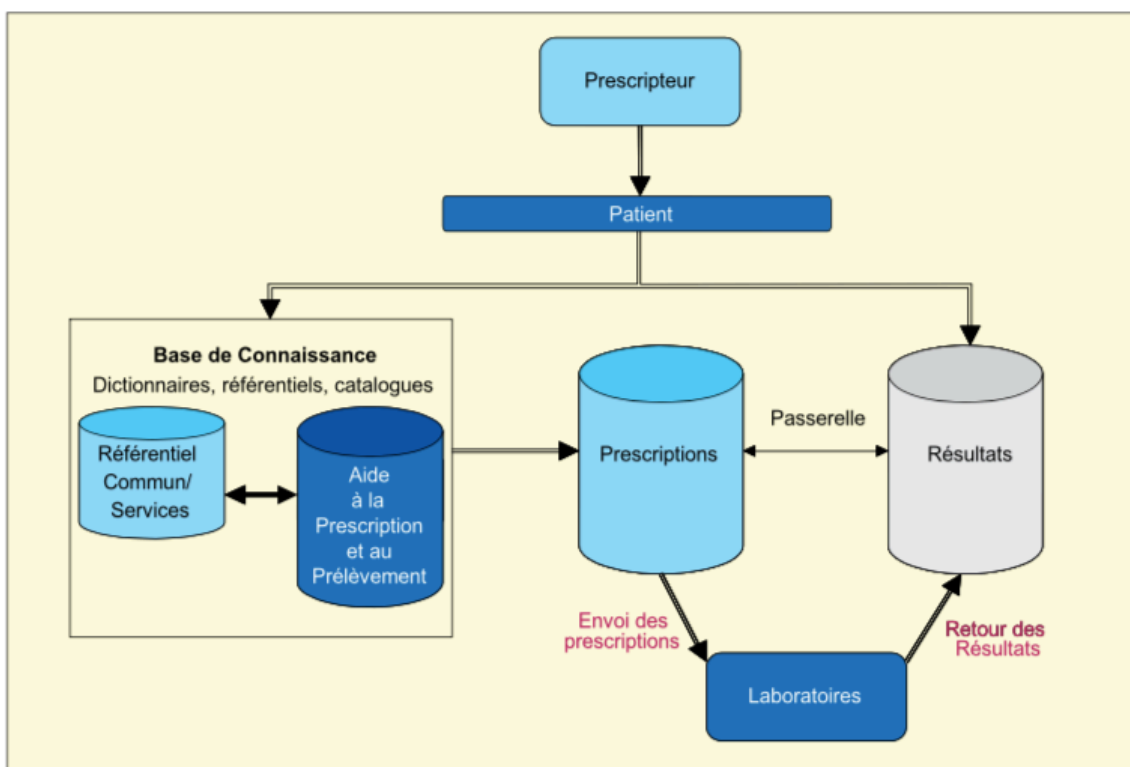 Prescripteur
Patient
Base de Connaissance
Dictionnaires, référentiels, catalogues
Référentiel
Commun/
Services
Aide
à la
Prescription
et au
Prélèvement
Prescriptions
Passerelle
Résultats
Envoi des
prescriptions
Retour des
Résultats
Laboratoires